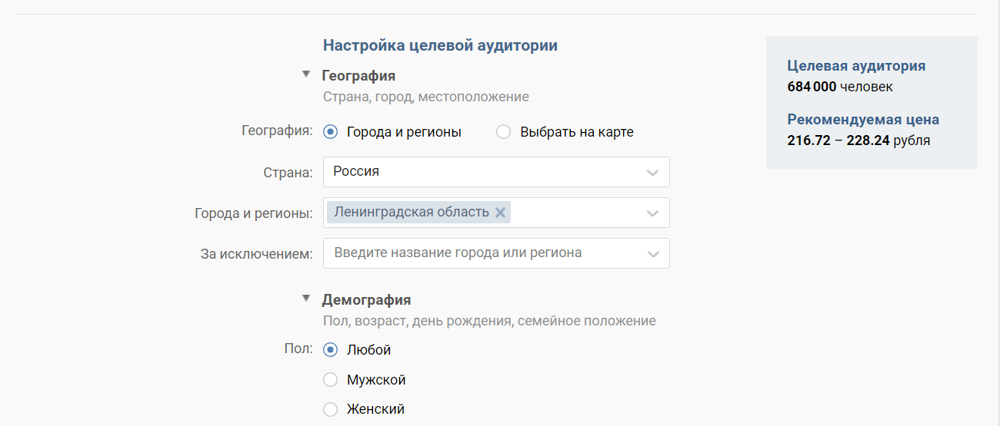 Настройка целевой аудитории
География
Страна, город, местоположение
География: Города и регионы Выбрать на карте
Страна: Россия
Города и регионы: Ленинградская область
За исключением: Введите название города или региона
Демография
Пол, возраст, день рождения, семейное положение
Пол: Любой
Мужской
Женский
Целевая аудитория
684 000 человек
Рекомендуемая цена
216.72 – 228.24 рубля